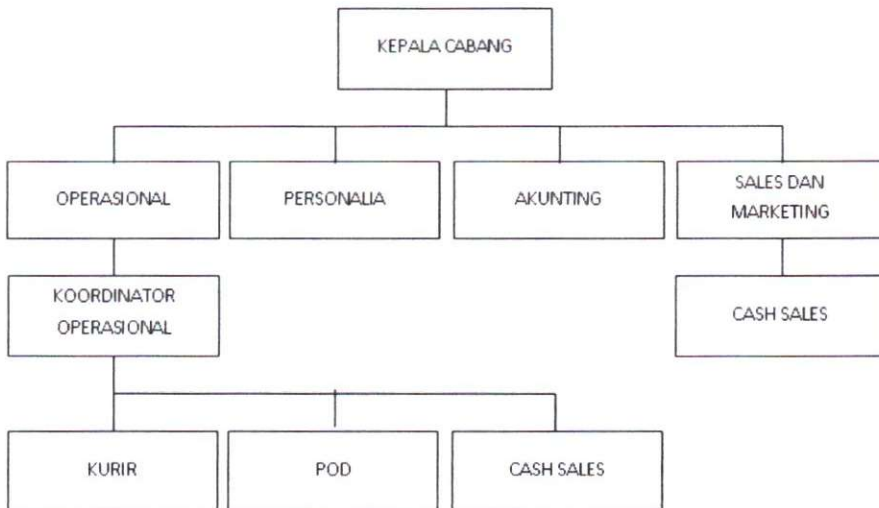 KEPALA CABANG
OPERASIONAL
PERSONALIA
AKUNTING
SALES DAN
MARKETING
KOORDINATOR
OPERASIONAL
CASH SALES
KURIR
POD
CASH SALES